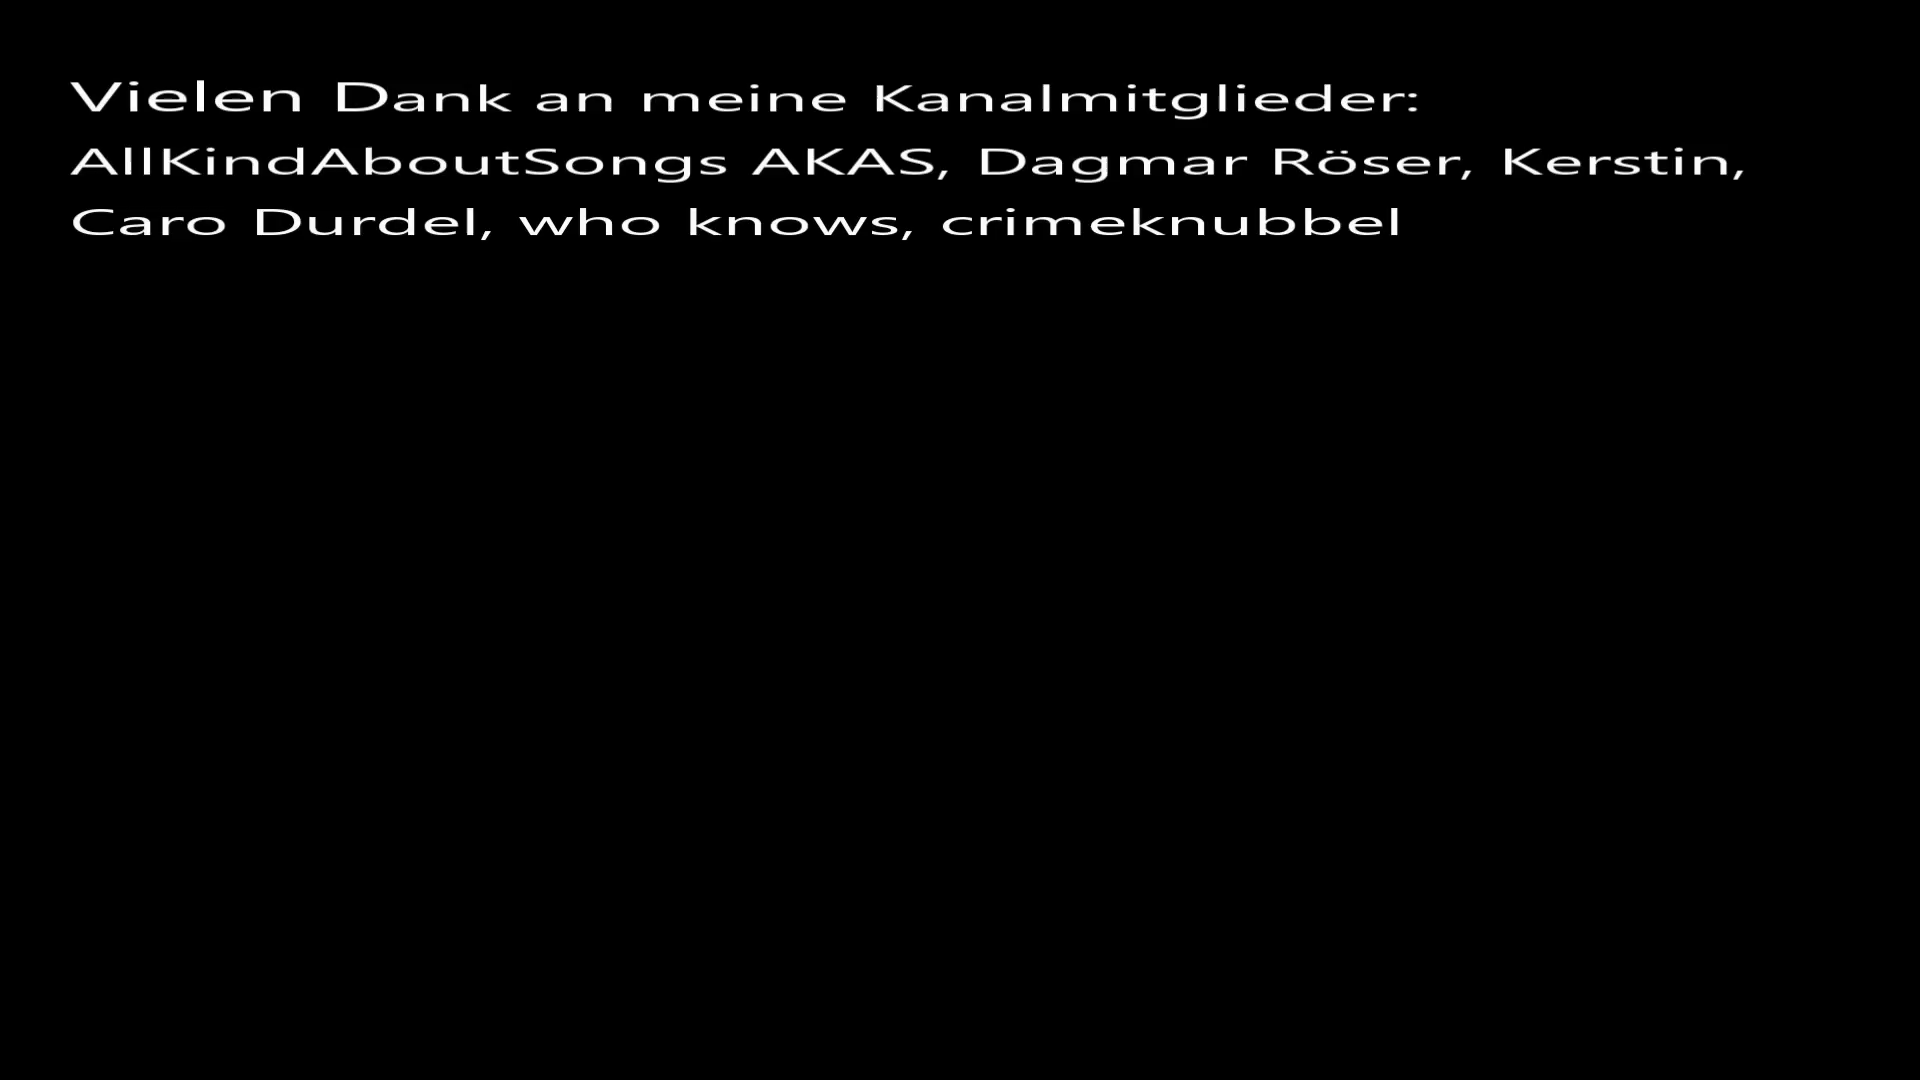 Vielen Dank an meine Kanalmitglieder:
AllKindAboutSongs AKAS, Dagmar Röser, Kerstin,
Caro Durdel, who knows, crimeknubbel